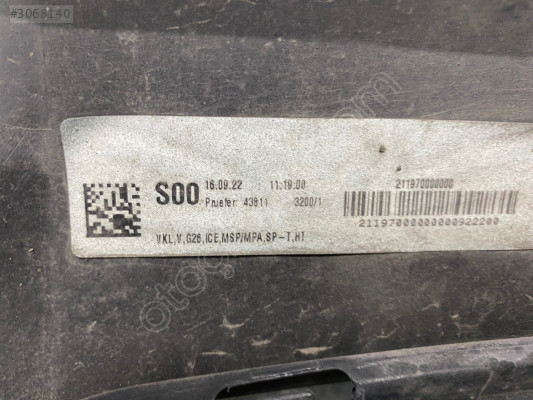 #3068140
S00 16.09.22 11:19:00 211970000000
Pruefer: 43811 3200/1
21197000000000922200
VKL,V,G26,ICE,MSP/MPA,SP-T,HT